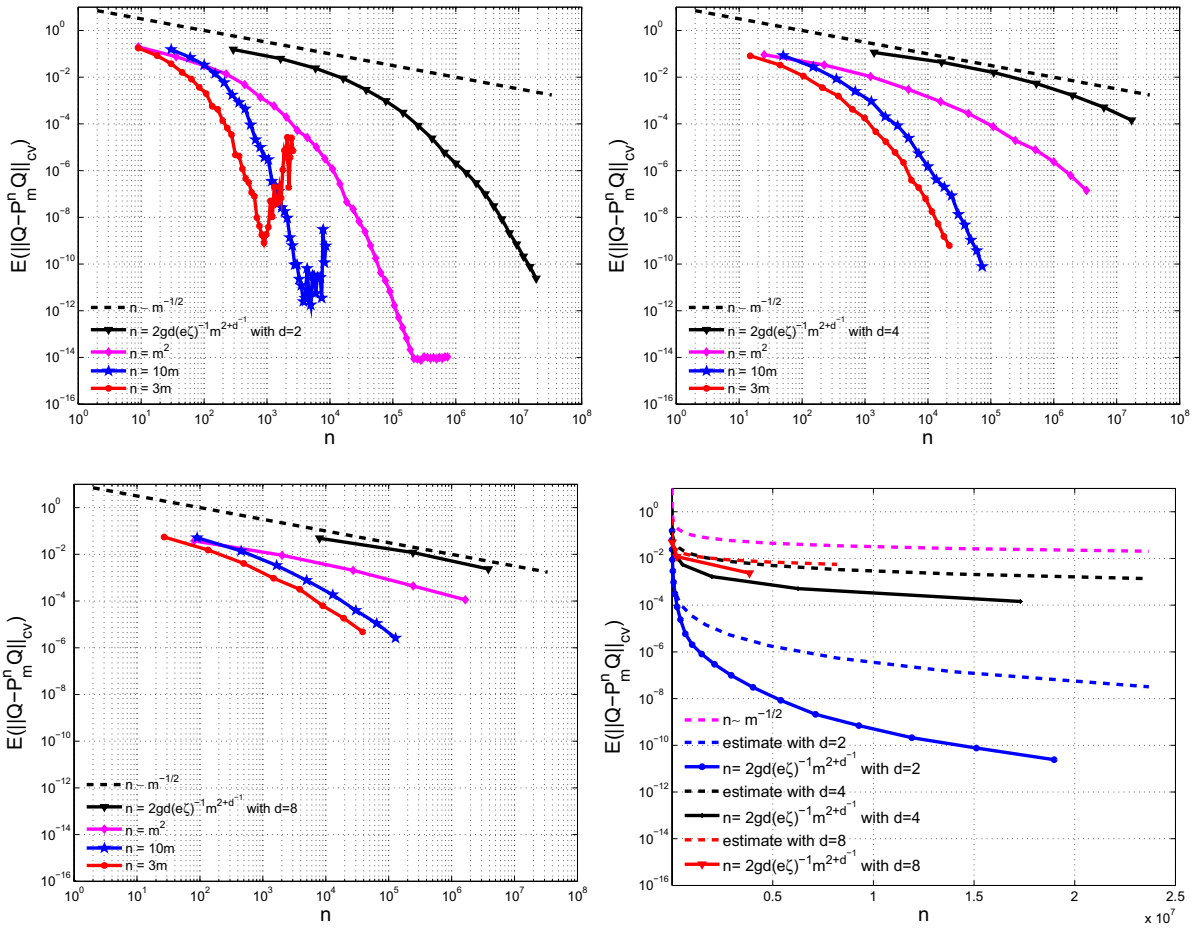 10^0
10^−2
10^−4
10^−6
10^−8
10^−10
10^−12
10^−14
10^−16
E(||Q−P_m^n Q||_cv)
n ~ m^−1/2
n = 2gd(eζ)^−1 m^2+d^−1 with d=2
n = m^2
n = 10m
n = 3m
10^0 10^1 10^2 10^3 10^4 10^5 10^6 10^7 10^8
n
10^0
10^−2
10^−4
10^−6
10^−8
10^−10
10^−12
10^−14
10^−16
E(||Q−P_m^n Q||_cv)
n ~ m^−1/2
n = 2gd(eζ)^−1 m^2+d^−1 with d=4
n = m^2
n = 10m
n = 3m
10^0 10^1 10^2 10^3 10^4 10^5 10^6 10^7 10^8
n
10^0
10^−2
10^−4
10^−6
10^−8
10^−10
10^−12
10^−14
10^−16
E(||Q−P_m^n Q||_cv)
n ~ m^−1/2
n = 2gd(eζ)^−1 m^2+d^−1 with d=8
n = m^2
n = 10m
n = 3m
10^0 10^1 10^2 10^3 10^4 10^5 10^6 10^7 10^8
n
10^0
10^−2
10^−4
10^−6
10^−8
10^−10
10^−12
10^−14
10^−16
E(||Q−P_m^n Q||_cv)
n~ m^−1/2
estimate with d=2
n= 2gd(eζ)^−1 m^2+d^−1 with d=2
estimate with d=4
n= 2gd(eζ)^−1 m^2+d^−1 with d=4
estimate with d=8
n= 2gd(eζ)^−1 m^2+d^−1 with d=8
0.5 1 1.5 2 2.5
n
x 10^7